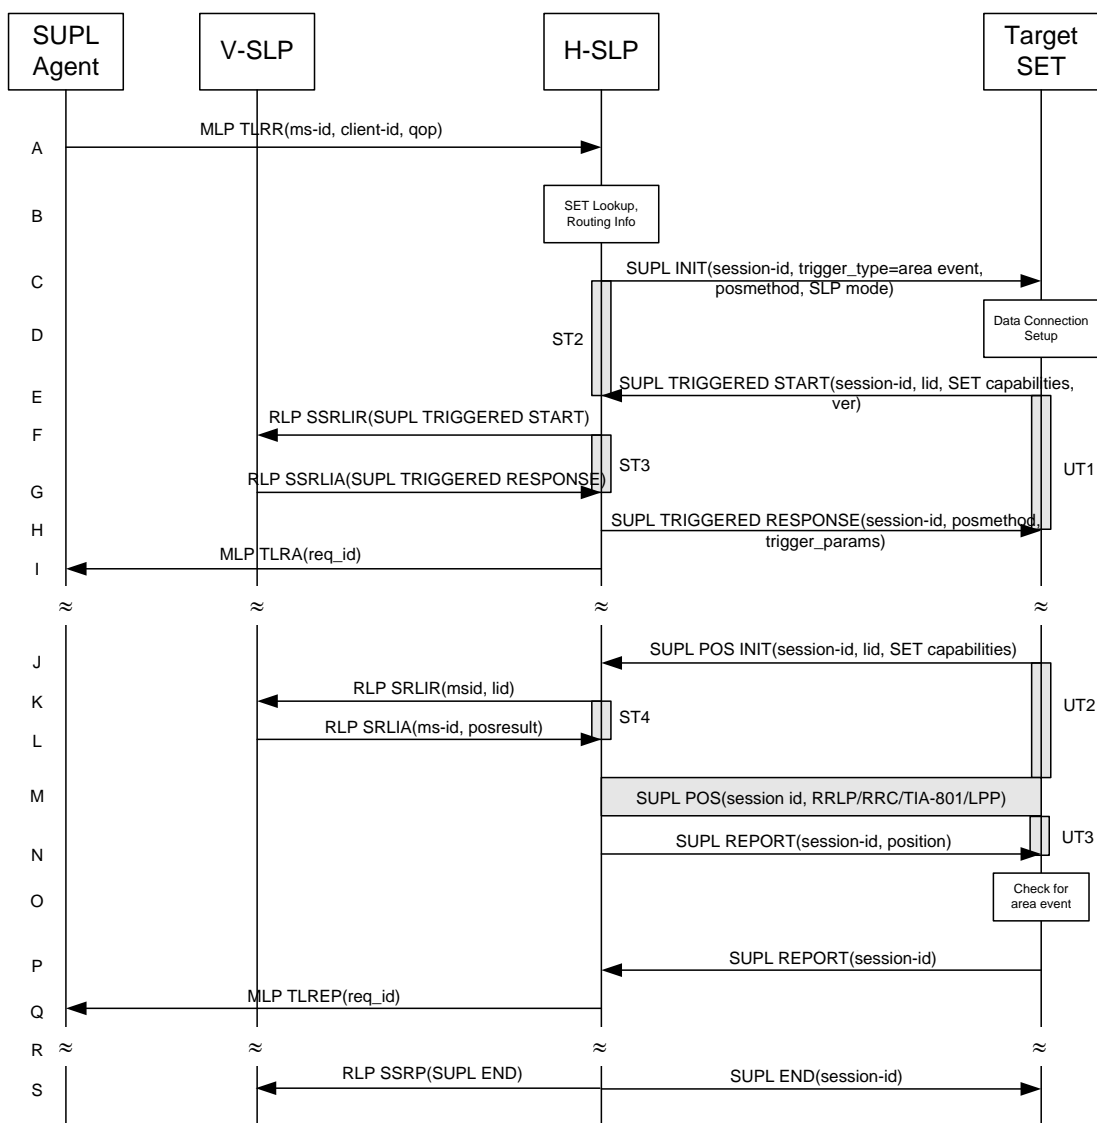 SUPL
Agent
V-SLP
H-SLP
Target
SET
A
MLP TLRR(ms-id, client-id, qop)
B
SET Lookup,
Routing Info
C
SUPL INIT(session-id, trigger_type=area event,
posmethod, SLP mode)
D
ST2
Data Connection
Setup
E
SUPL TRIGGERED START(session-id, lid, SET capabilities,
ver)
F
RLP SSRLIR(SUPL TRIGGERED START)
ST3
UT1
G
RLP SSRLIA(SUPL TRIGGERED RESPONSE)
H
SUPL TRIGGERED RESPONSE(session-id, posmethod,
trigger_params)
I
MLP TLRA(req_id)
≈ ≈ ≈ ≈
J
SUPL POS INIT(session-id, lid, SET capabilities)
K
RLP SRLIR(msid, lid)
ST4
UT2
L
RLP SRLIA(ms-id, posresult)
M
SUPL POS(session id, RRLP/RRC/TIA-801/LPP)
N
SUPL REPORT(session-id, position)
UT3
O
Check for
area event
P
SUPL REPORT(session-id)
Q
MLP TLREP(req_id)
R ≈ ≈ ≈ ≈
S
RLP SSRP(SUPL END)
SUPL END(session-id)